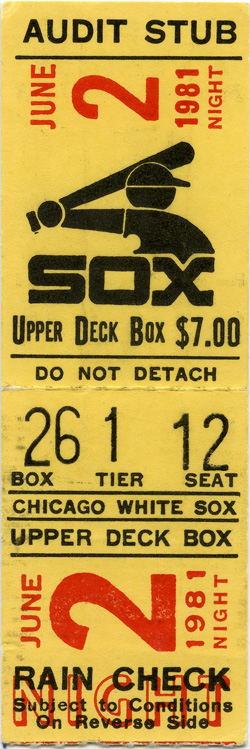 AUDIT STUB
JUNE 2 1981 NIGHT
SOX
UPPER DECK BOX $7.00
DO NOT DETACH
26 1 12
BOX TIER SEAT
CHICAGO WHITE SOX
UPPER DECK BOX
JUNE 2 1981 NIGHT
RAIN CHECK
NIGHT
Subject to Conditions
On Reverse Side